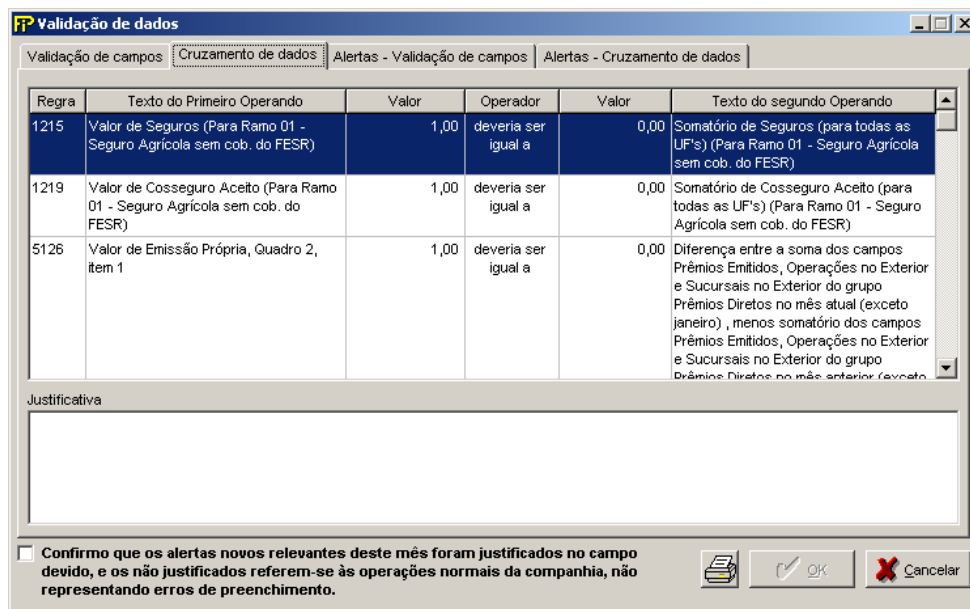 FiP Validação de dados
Validação de campos Cruzamento de dados Alertas - Validação de campos Alertas - Cruzamento de dados
Regra Texto do Primeiro Operando Valor Operador Valor Texto do segundo Operando
1215 Valor de Seguros (Para Ramo 01 - 1,00 deveria ser 0,00 Somatório de Seguros (para todas as
Seguro Agrícola sem cob. do FESR) igual a UF's) (Para Ramo 01 - Seguro Agrícola
sem cob. do FESR)
1219 Valor de Cosseguro Aceito (Para Ramo 1,00 deveria ser 0,00 Somatório de Cosseguro Aceito (para
01 - Seguro Agrícola sem cob. do igual a todas as UF's) (Para Ramo 01 - Seguro
FESR) Agrícola sem cob. do FESR)
5126 Valor de Emissão Própria, Quadro 2, 1,00 deveria ser 0,00 Diferença entre a soma dos campos
item 1 igual a Prêmios Emitidos, Operações no Exterior
e Sucursais no Exterior do grupo
Prêmios Diretos no mês atual (exceto
janeiro) , menos somatório dos campos
Prêmios Emitidos, Operações no Exterior
e Sucursais no Exterior do grupo
Prêmios Diretos no mês anterior (exceto
Justificativa
Confirmo que os alertas novos relevantes deste mês foram justificados no campo
devido, e os não justificados referem-se às operações normais da companhia, não
representando erros de preenchimento.
OK Cancelar